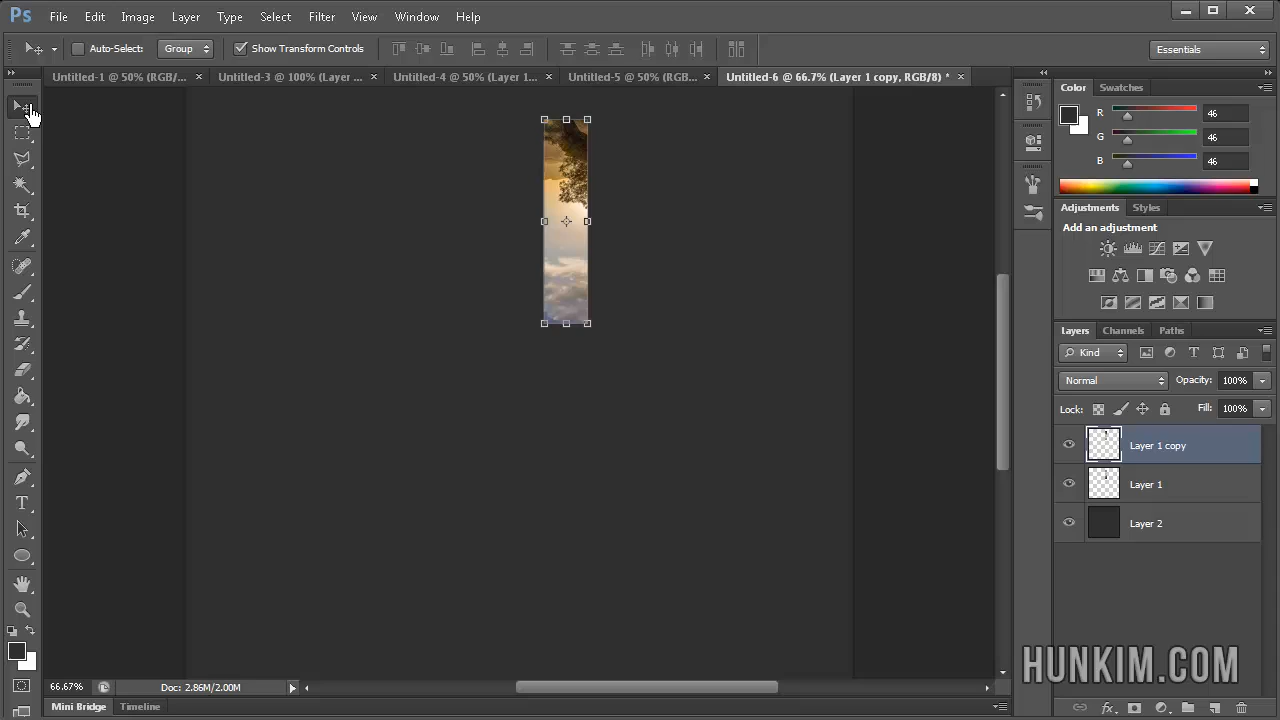 Ps File Edit Image Layer Type Select Filter View Window Help
Auto-Select: Group Show Transform Controls Essentials
Untitled-1 @ 50% (RGB/... × Untitled-3 @ 100% (Layer ... × Untitled-4 @ 50% (Layer 1... × Untitled-5 @ 50% (RGB... × Untitled-6 @ 66.7% (Layer 1 copy, RGB/8) * ×
Color Swatches
R 46
G 46
B 46
Adjustments Styles
Add an adjustment
Layers Channels Paths
Kind T
Normal Opacity: 100%
Lock: Fill: 100%
Layer 1 copy
Layer 1
Layer 2
T
HUNKIM.COM
66.67% Doc: 2.86M/2.00M
Mini Bridge Timeline
fx